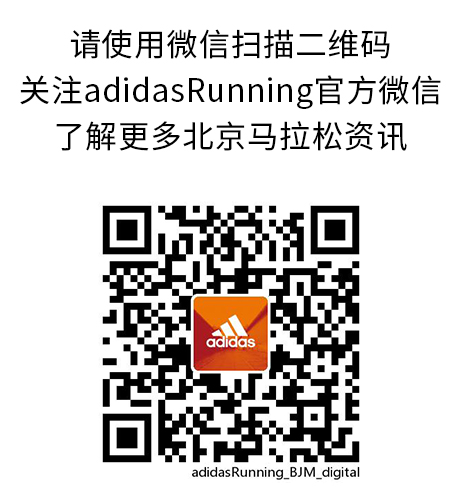 请使用微信扫描二维码
关注adidasRunning官方微信
了解更多北京马拉松资讯
adidas
adidasRunning_BJM_digital